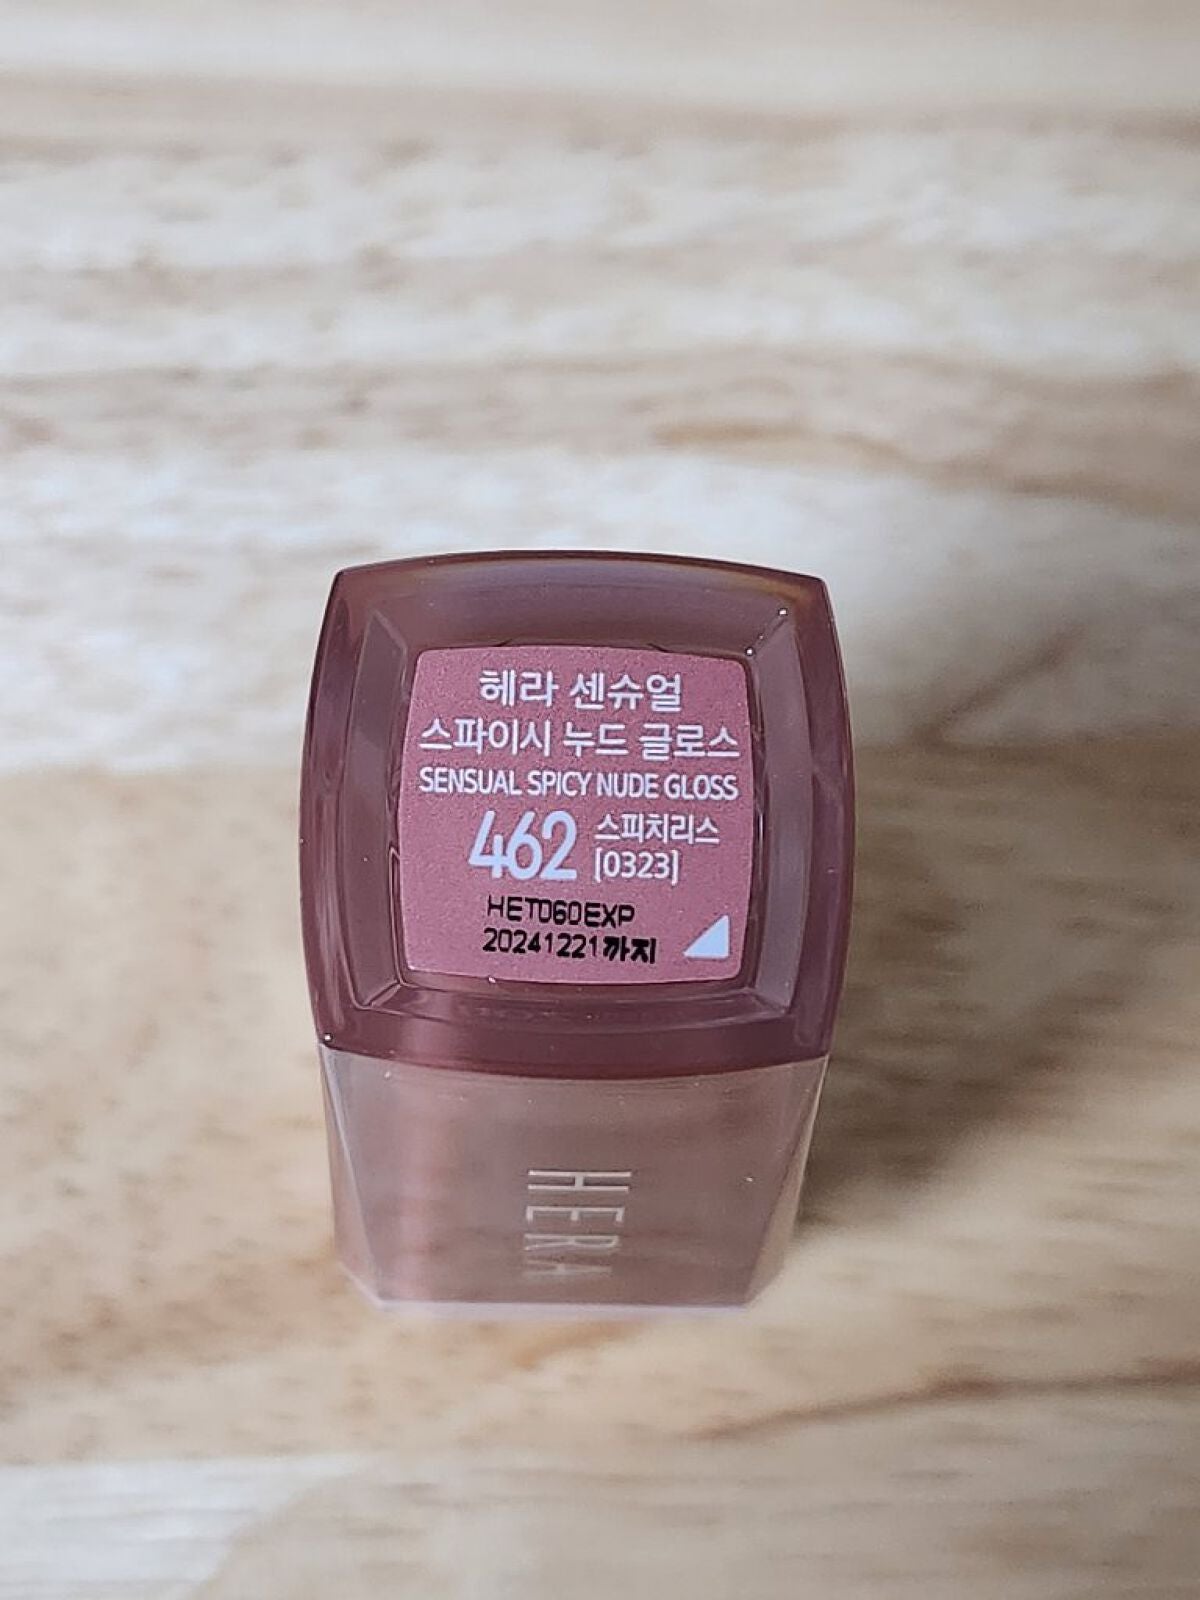 헤라 센슈얼
스파이시 누드 글로스
SENSUAL SPICY NUDE GLOSS
462 스피치리스
[0323]
HET060EXP
20241221까지
HERA